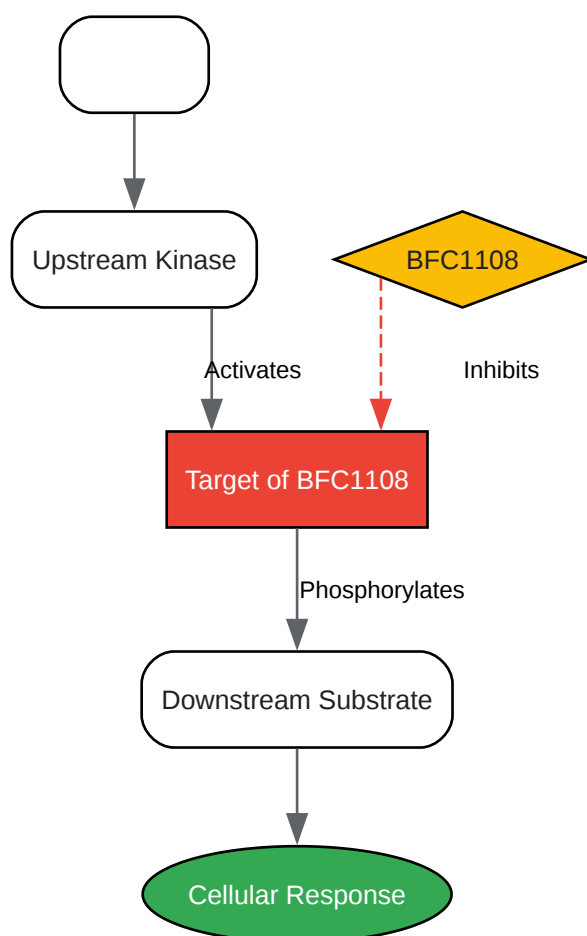 Upstream Kinase
BFC1108
Activates
Inhibits
Target of BFC1108
Phosphorylates
Downstream Substrate
Cellular Response